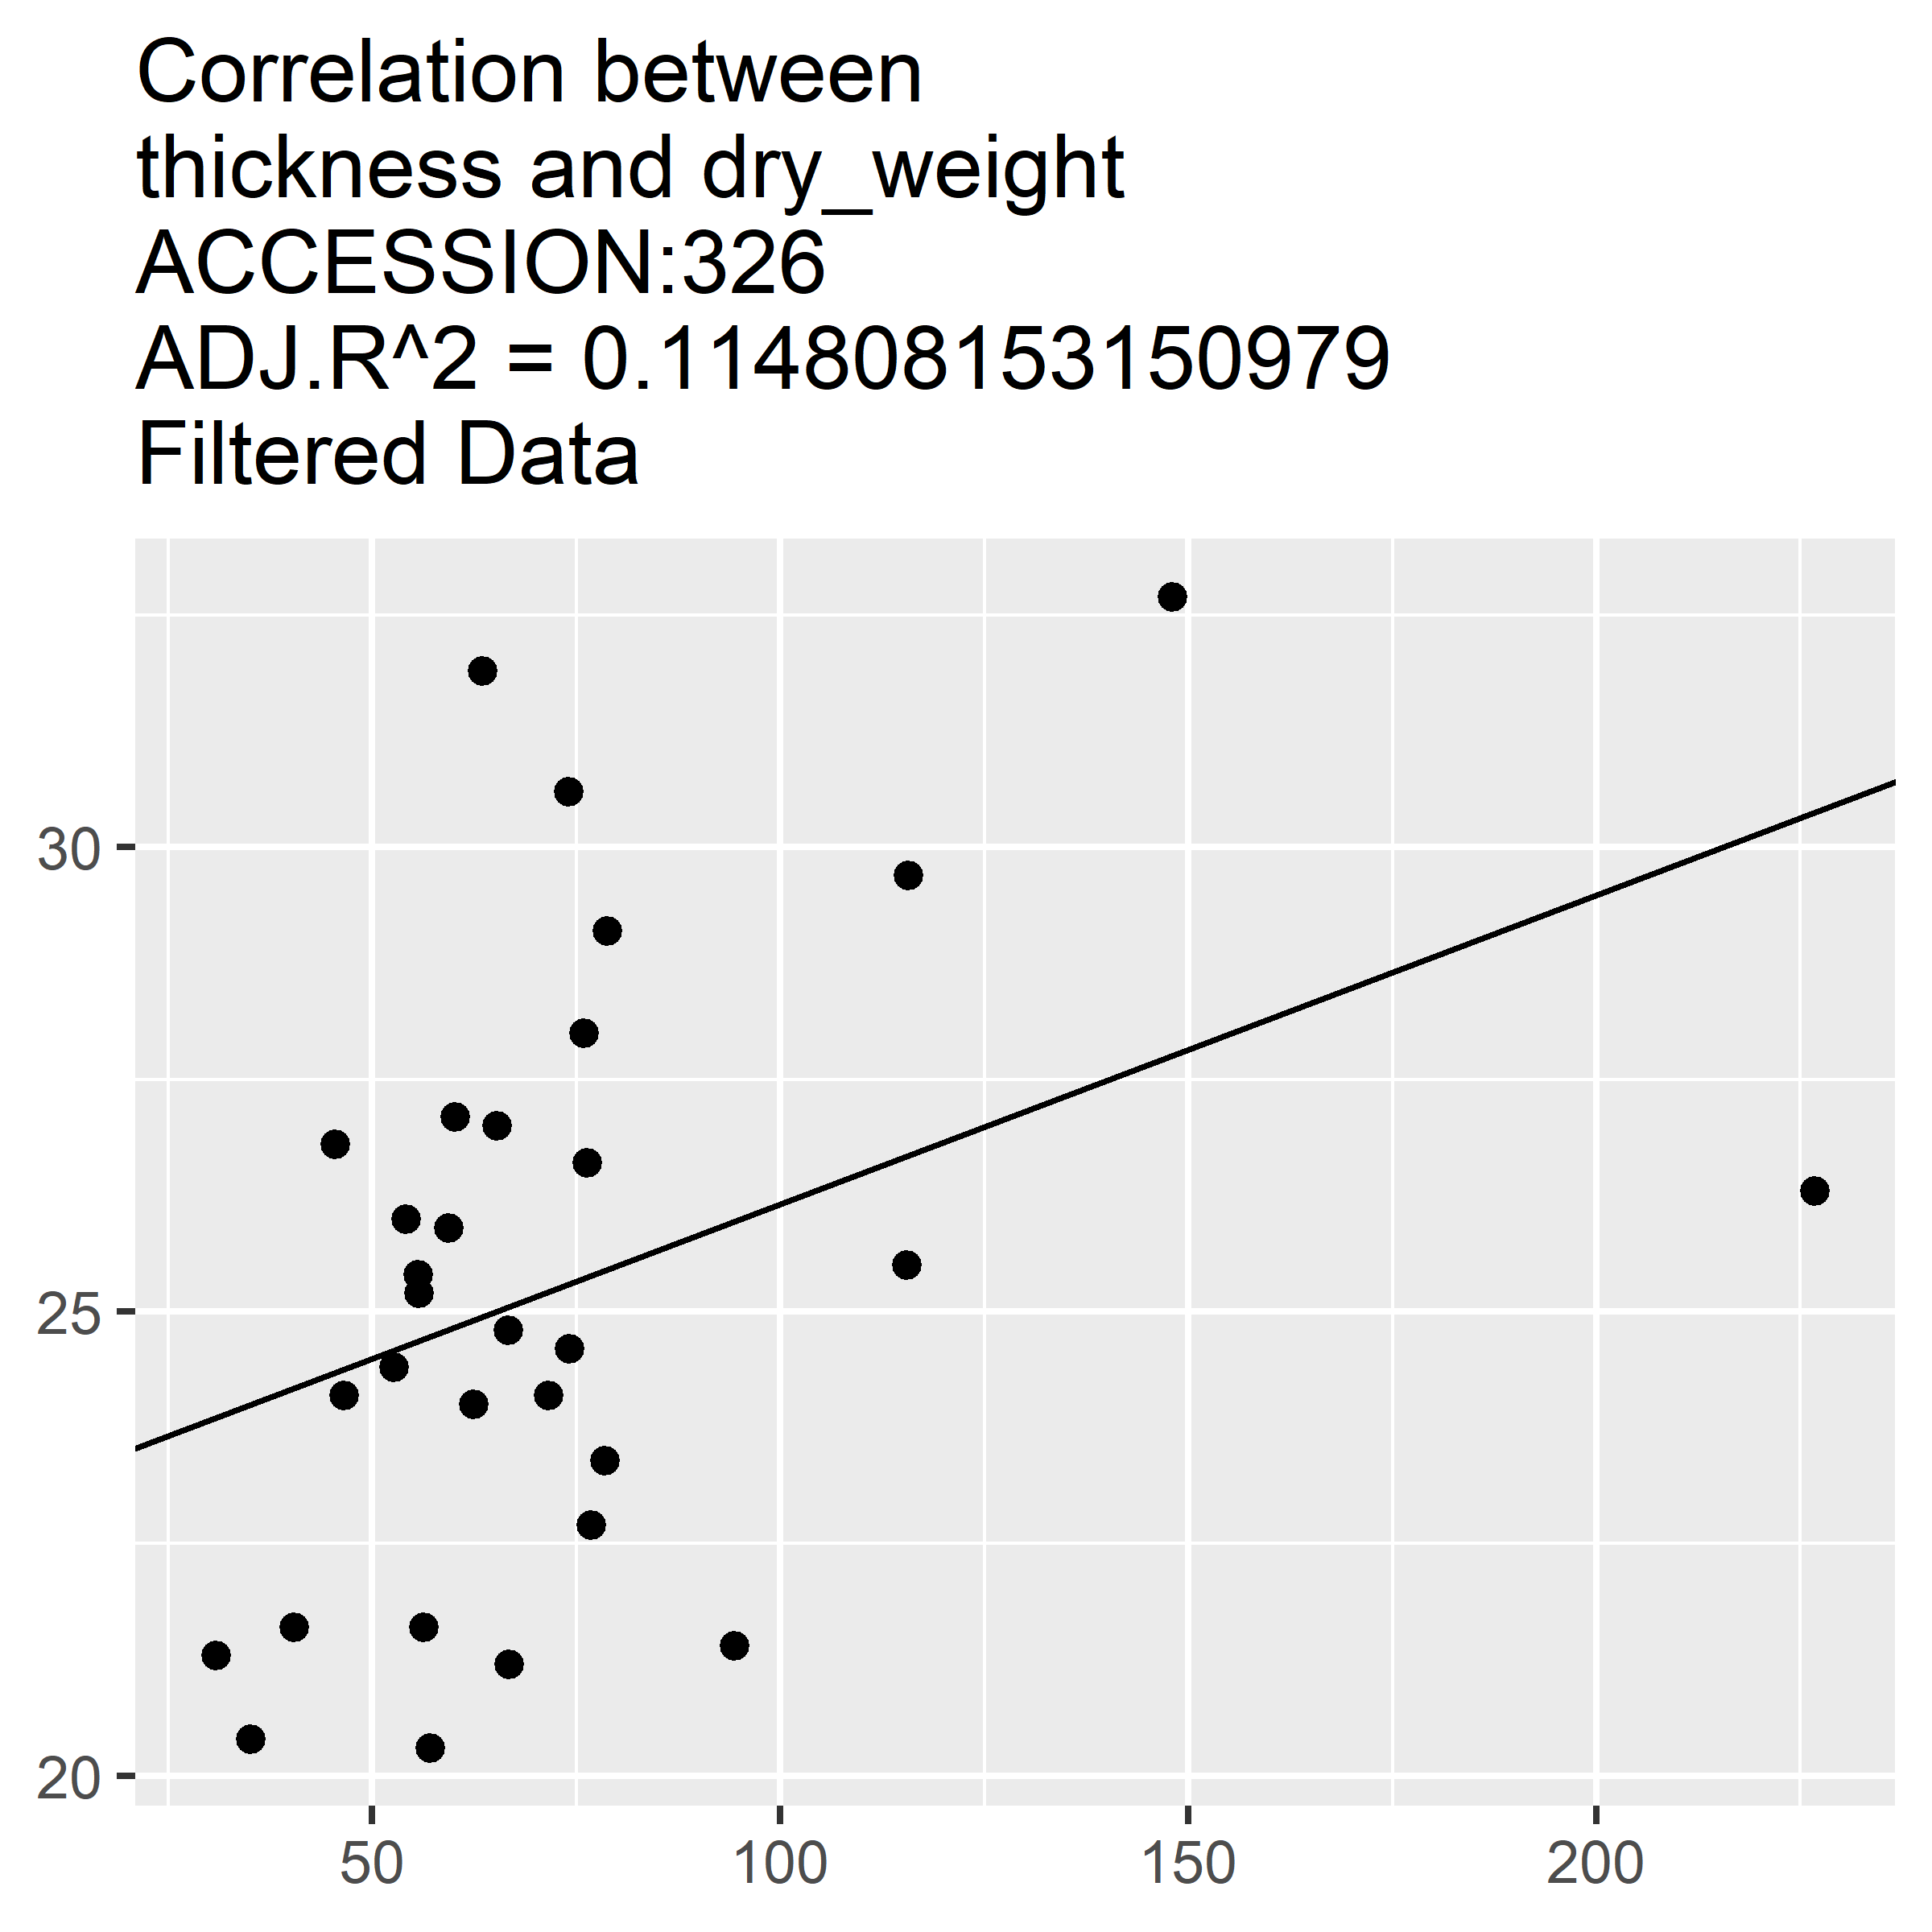 Correlation between
thickness and dry_weight
ACCESSION:326
ADJ.R^2 = 0.114808153150979
Filtered Data
30
25
20
50 100 150 200